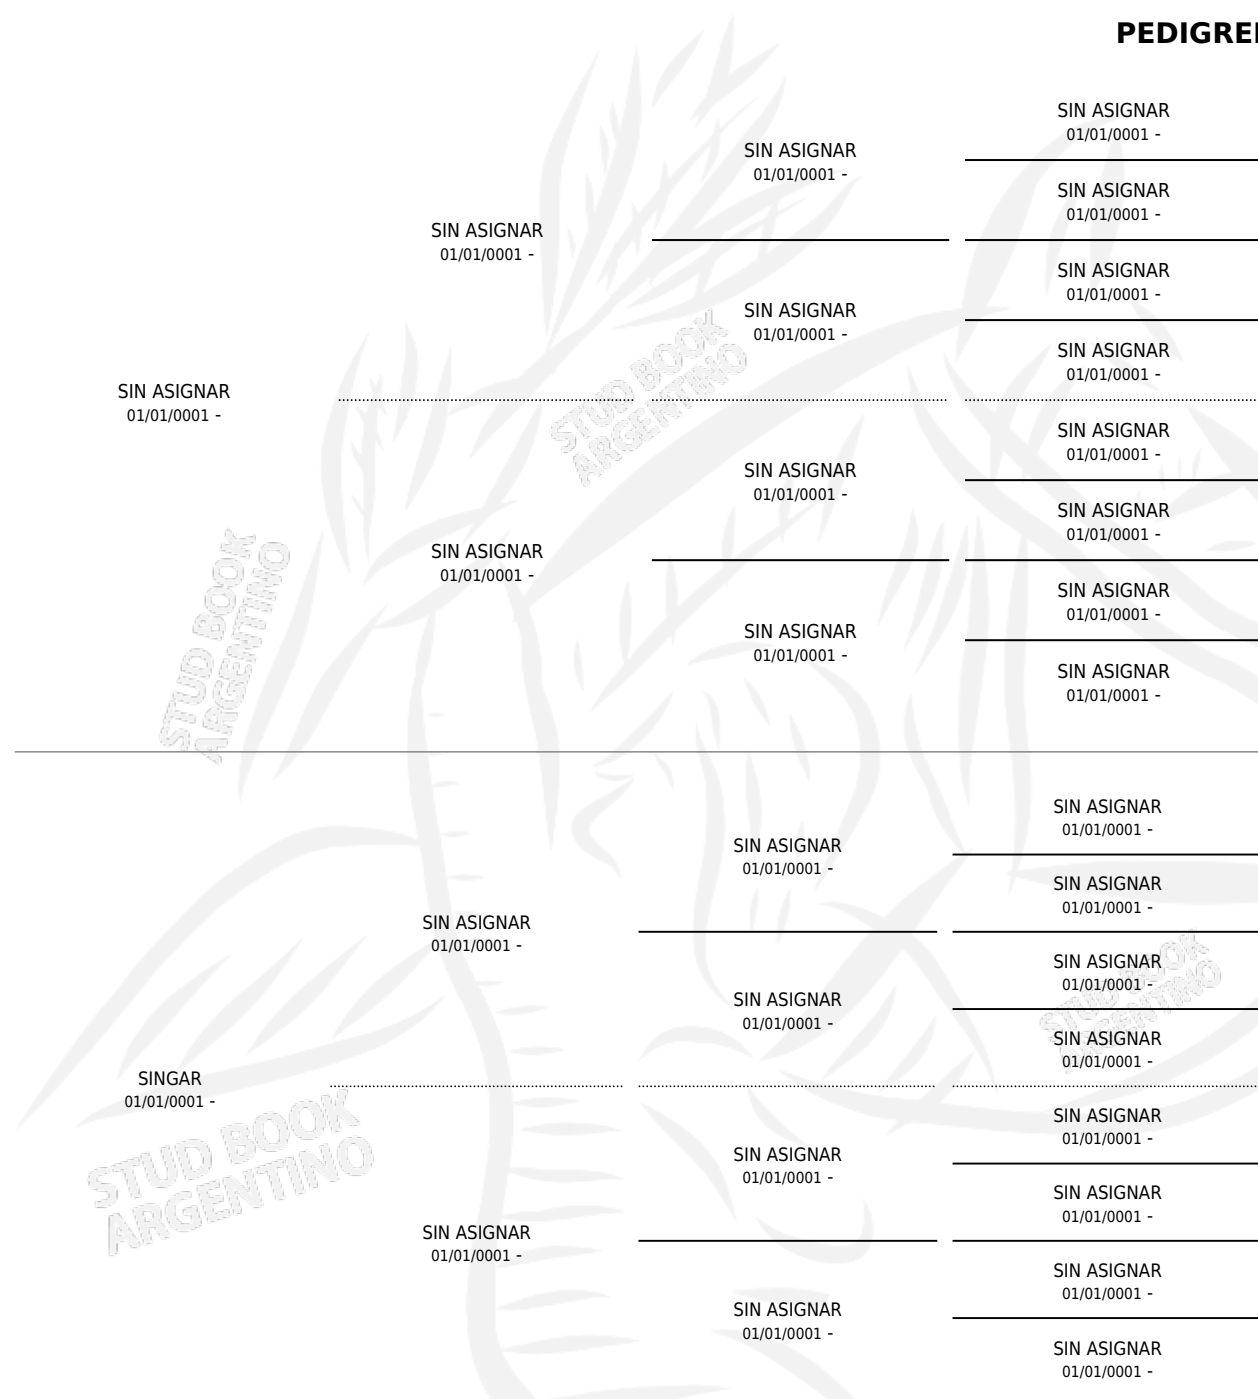 PEDIGREE
SIN ASIGNAR
01/01/0001 -
SIN ASIGNAR
01/01/0001 -
SIN ASIGNAR
01/01/0001 -
SIN ASIGNAR
01/01/0001 -
SIN ASIGNAR
01/01/0001 -
SIN ASIGNAR
01/01/0001 -
SIN ASIGNAR
01/01/0001 -
SIN ASIGNAR
01/01/0001 -
STUD BOOK
ARGENTINO
SIN ASIGNAR
01/01/0001 -
SIN ASIGNAR
01/01/0001 -
SIN ASIGNAR
01/01/0001 -
SIN ASIGNAR
01/01/0001 -
SIN ASIGNAR
01/01/0001 -
SIN ASIGNAR
01/01/0001 -
STUD BOOK
ARGENTINO
SIN ASIGNAR
01/01/0001 -
SIN ASIGNAR
01/01/0001 -
SIN ASIGNAR
01/01/0001 -
SIN ASIGNAR
01/01/0001 -
SIN ASIGNAR
01/01/0001 -
SIN ASIGNAR
01/01/0001 -
SIN ASIGNAR
01/01/0001 -
SIN ASIGNAR
01/01/0001 -
STUD BOOK
ARGENTINO
SIN ASIGNAR
01/01/0001 -
SIN ASIGNAR
01/01/0001 -
SINGAR
01/01/0001 -
STUD BOOK
ARGENTINO
SIN ASIGNAR
01/01/0001 -
SIN ASIGNAR
01/01/0001 -
SIN ASIGNAR
01/01/0001 -
SIN ASIGNAR
01/01/0001 -
SIN ASIGNAR
01/01/0001 -
SIN ASIGNAR
01/01/0001 -
SIN ASIGNAR
01/01/0001 -